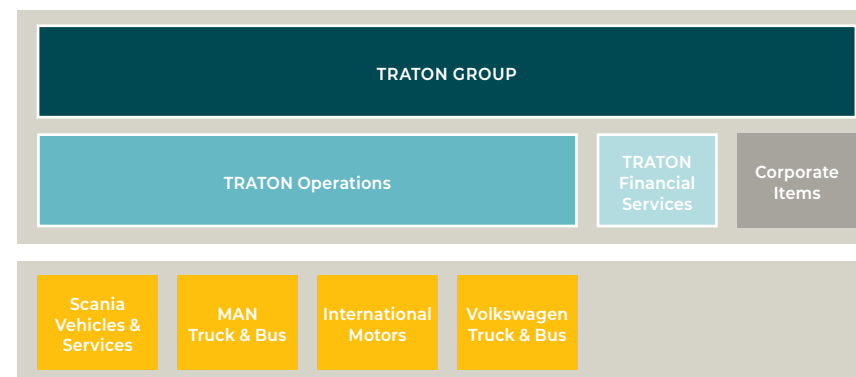 TRATON GROUP
TRATON Operations
TRATON
Financial
Services
Corporate
Items
Scania
Vehicles &
Services
MAN
Truck & Bus
International
Motors
Volkswagen
Truck & Bus